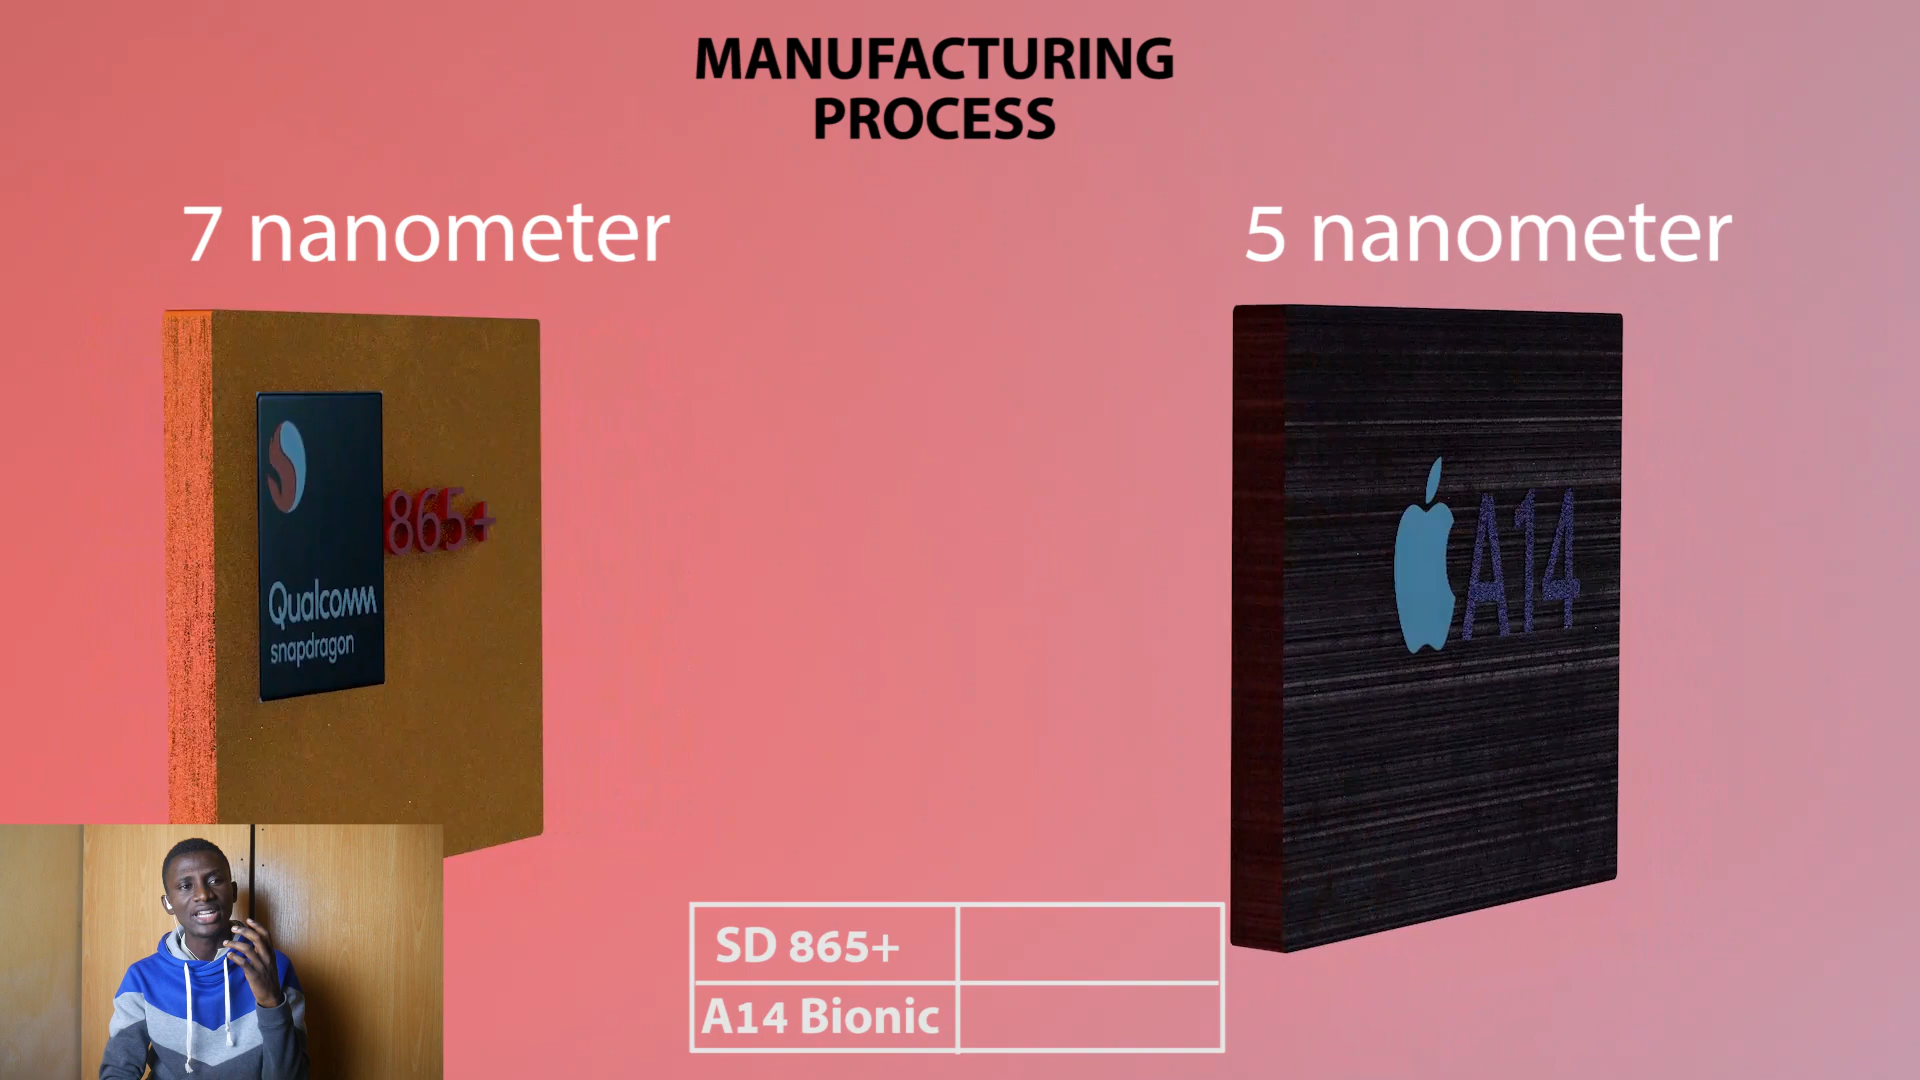 MANUFACTURING
PROCESS
7 nanometer
5 nanometer
865+
Qualcomm
snapdragon
A14
SD 865+
A14 Bionic